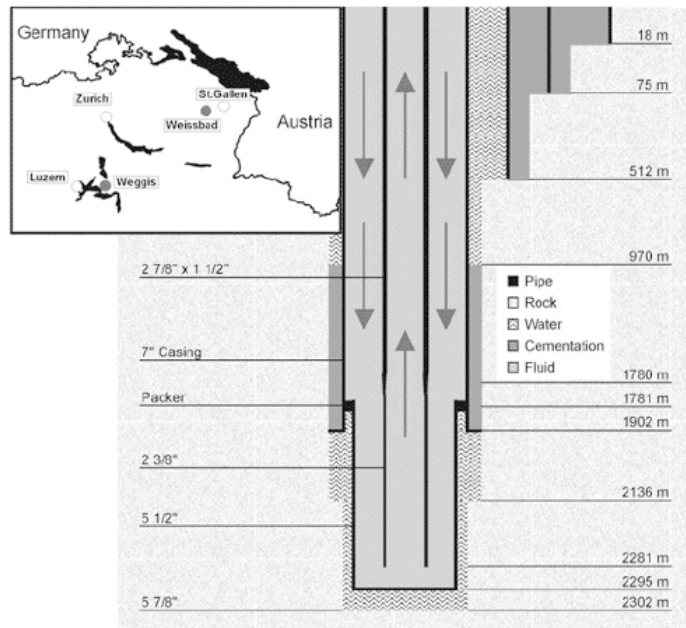 Germany
Zurich
St.Gallen
Weissbad
Austria
Luzern
Weggis
18 m
75 m
512 m
970 m
2 7/8" x 1 1/2"
Pipe
Rock
Water
Cementation
Fluid
7" Casing
1780 m
Packer
1781 m
1902 m
2 3/8"
2136 m
5 1/2"
2281 m
2295 m
5 7/8"
2302 m